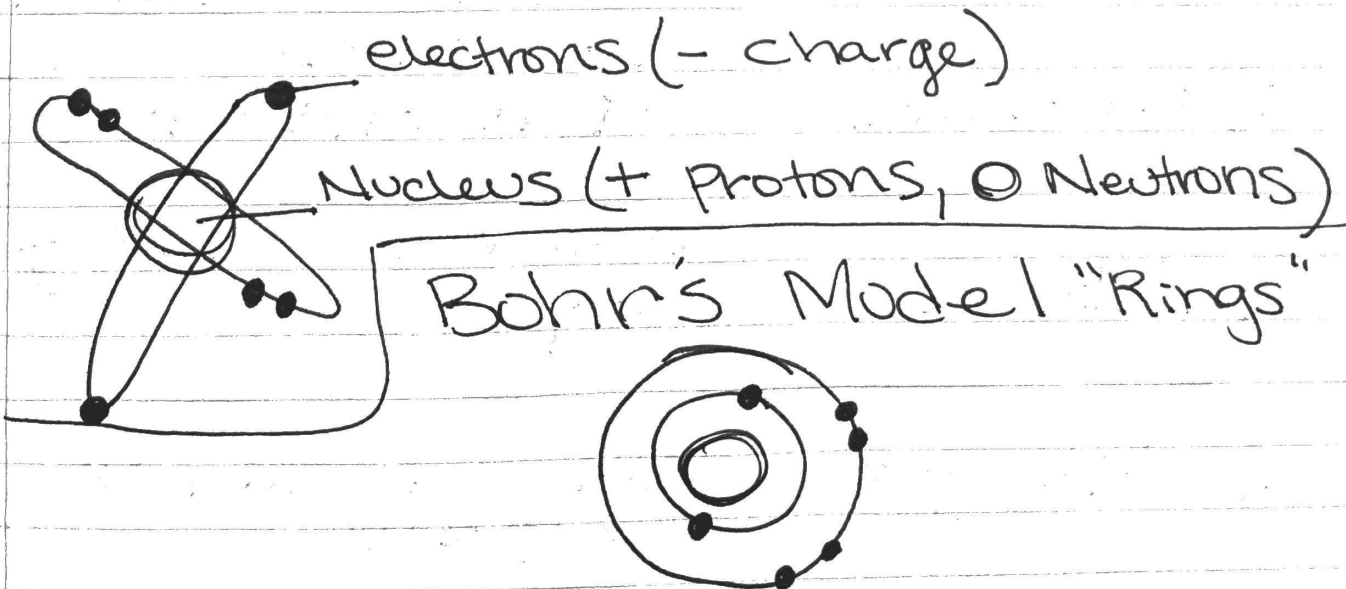 electrons (- charge)
Nucleus (+ Protons, O Neutrons)
Bohr's Model "Rings"